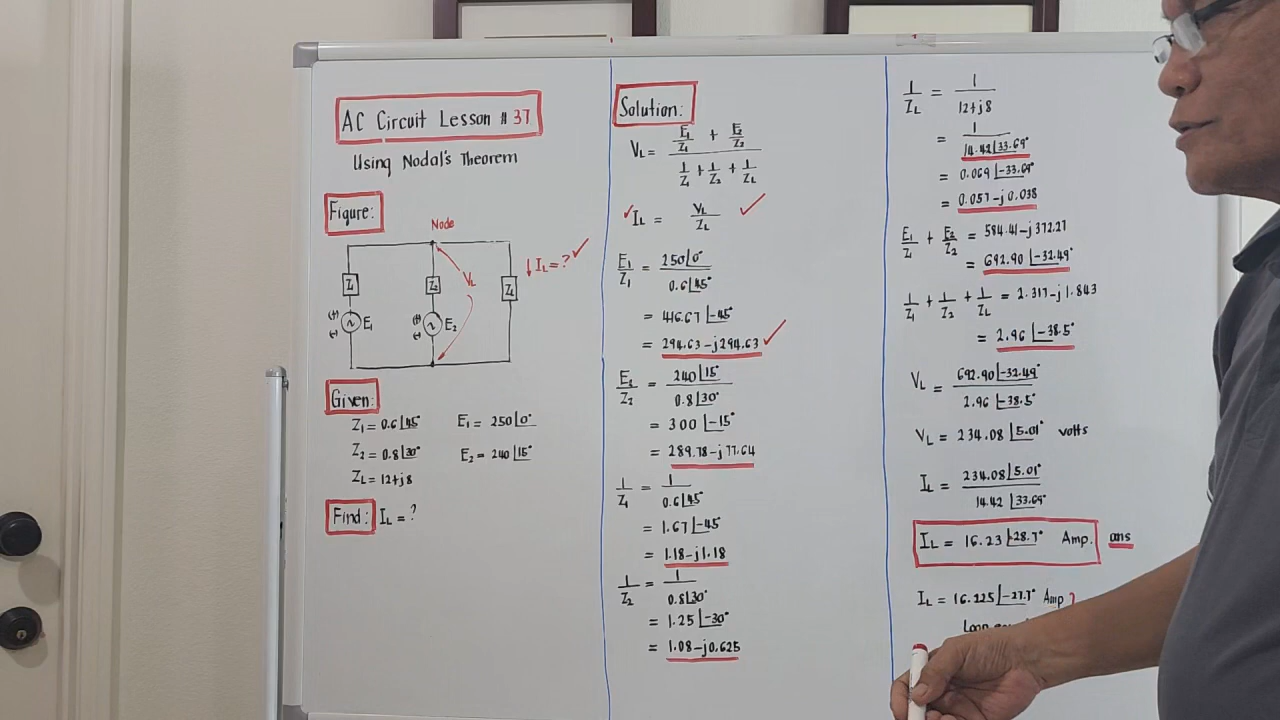 AC Circuit Lesson # 37
Using Nodal's Theorem
Figure:
Node
Z1
Z2
ZL
VL
↓ IL = ? ✓
(+)
(-)
E1
(+)
(-)
E2
Given:
Z1 = 0.6∠45° E1 = 250∠0°
Z2 = 0.8∠30° E2 = 240∠15°
ZL = 12+j8
Find: IL = ?
Solution:
VL = (E1/Z1 + E2/Z2) / (1/Z1 + 1/Z2 + 1/ZL)
✓ IL = VL/ZL ✓
E1/Z1 = 250∠0° / 0.6∠45°
= 416.67∠-45°
= 294.63-j294.63 ✓
E2/Z2 = 240∠15° / 0.8∠30°
= 300∠-15°
= 289.78-j77.64
1/Z1 = 1 / 0.6∠45°
= 1.67∠-45°
= 1.18-j1.18
1/Z2 = 1 / 0.8∠30°
= 1.25∠-30°
= 1.08-j0.625
1/ZL = 1 / 12+j8
= 1 / 14.42∠33.69°
= 0.069∠-33.69°
= 0.057-j0.038
E1/Z1 + E2/Z2 = 584.41-j372.27
= 692.90∠-32.49°
1/Z1 + 1/Z2 + 1/ZL = 2.317-j1.843
= 2.96∠-38.5°
VL = 692.90∠-32.49° / 2.96∠-38.5°
VL = 234.08∠5.01° volts
IL = 234.08∠5.01° / 14.42∠33.69°
IL = 16.23∠-28.7° Amp. ans
IL = 16.225∠-27.7° Amp ?
Loop